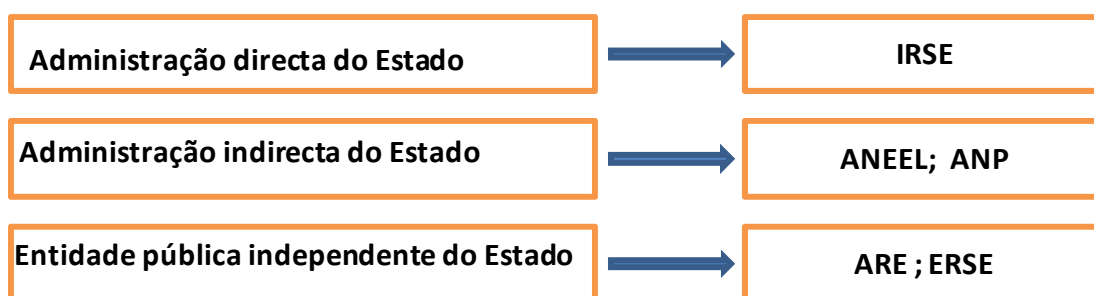 Administração directa do Estado
IRSE
Administração indirecta do Estado
ANEEL; ANP
Entidade pública independente do Estado
ARE ; ERSE